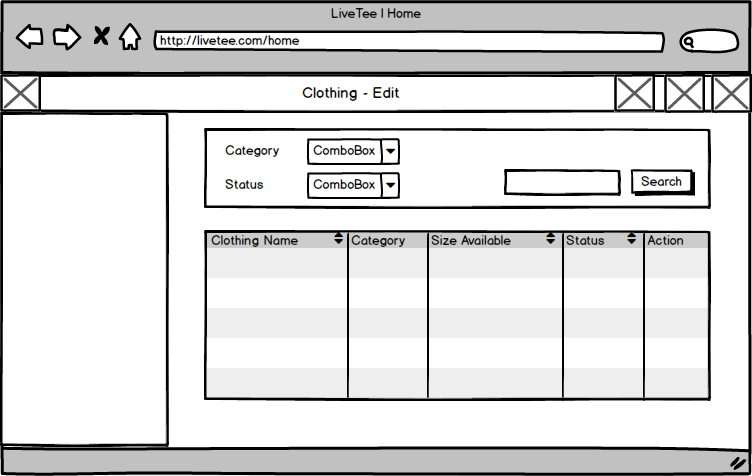 LiveTee | Home
http://livetee.com/home
Clothing - Edit
Category ComboBox
Status ComboBox Search
Clothing Name Category Size Available Status Action